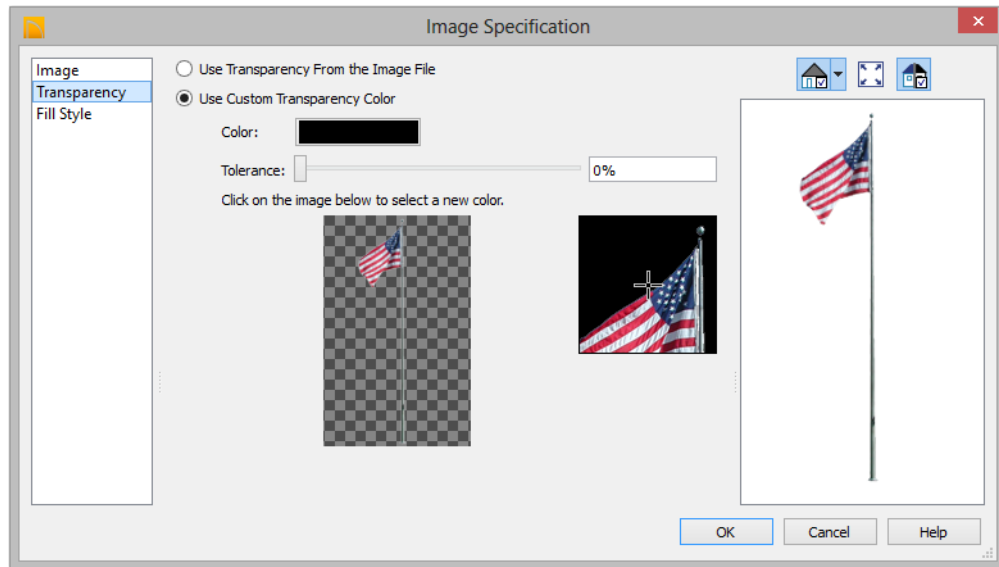 Image Specification
Image
Transparency
Fill Style
Use Transparency From the Image File
Use Custom Transparency Color
Color:
Tolerance:
0%
Click on the image below to select a new color.
OK
Cancel
Help